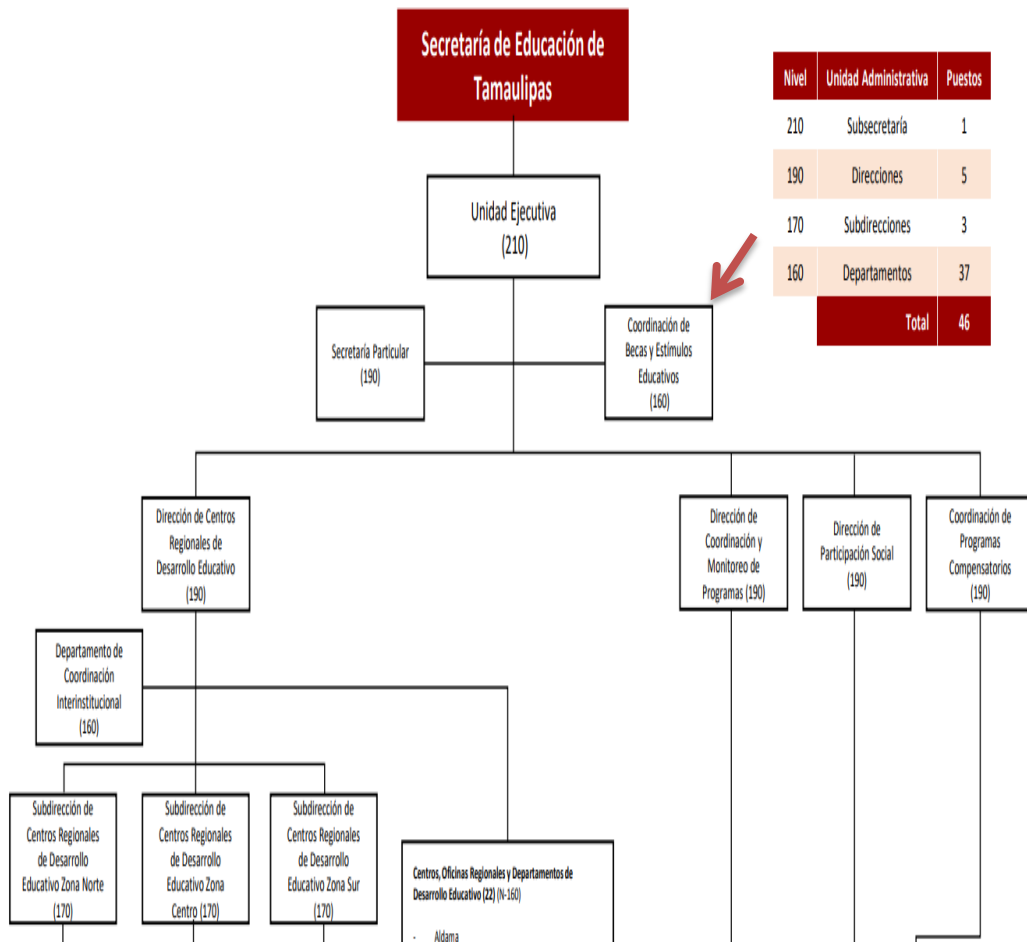 Secretaría de Educación de
Tamaulipas
Nivel Unidad Administrativa Puestos
210 Subsecretaría 1
190 Direcciones 5
170 Subdirecciones 3
160 Departamentos 37
Total 46
Unidad Ejecutiva
(210)
Secretaría Particular
(190)
Coordinación de
Becas y Estímulos
Educativos
(160)
Dirección de Centros
Regionales de
Desarrollo Educativo
(190)
Dirección de
Coordinación y
Monitoreo de
Programas (190)
Dirección de
Participación Social
(190)
Coordinación de
Programas
Compensatorios
(190)
Departamento de
Coordinación
Interinstitucional
(160)
Subdirección de
Centros Regionales
de Desarrollo
Educativo Zona Norte
(170)
Subdirección de
Centros Regionales
de Desarrollo
Educativo Zona
Centro (170)
Subdirección de
Centros Regionales
de Desarrollo
Educativo Zona Sur
(170)
Centros, Oficinas Regionales y Departamentos de
Desarrollo Educativo (22) (N-160)
- Aldama